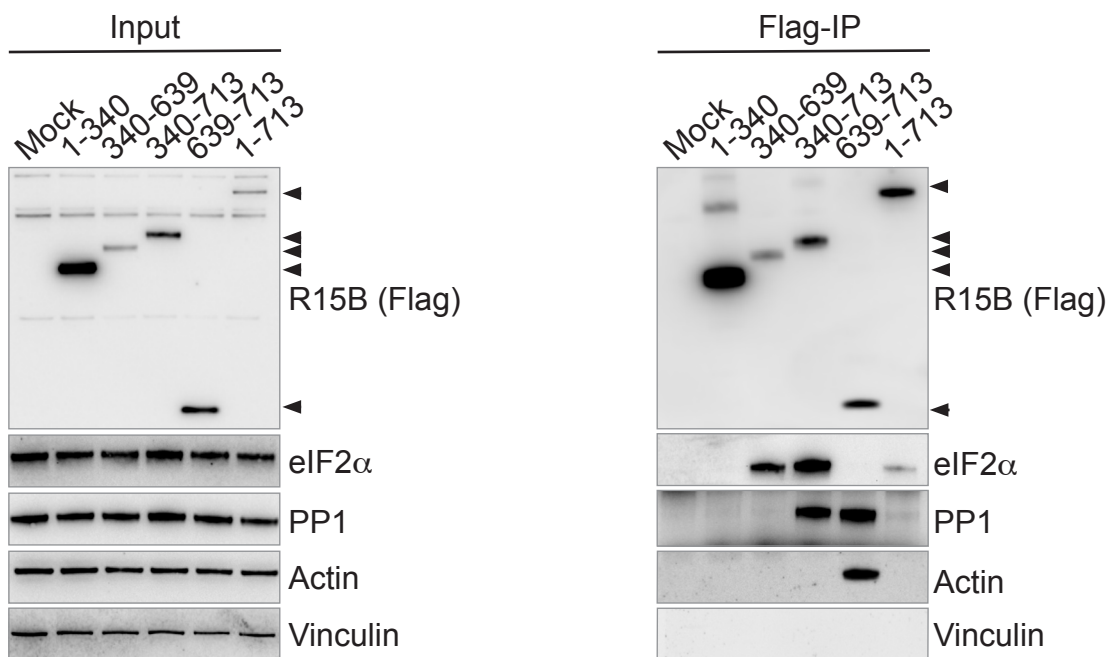 Input
Mock
1-340
340-639
340-713
639-713
1-713
R15B (Flag)
eIF2α
PP1
Actin
Vinculin
Flag-IP
Mock
1-340
340-639
340-713
639-713
1-713
R15B (Flag)
eIF2α
PP1
Actin
Vinculin